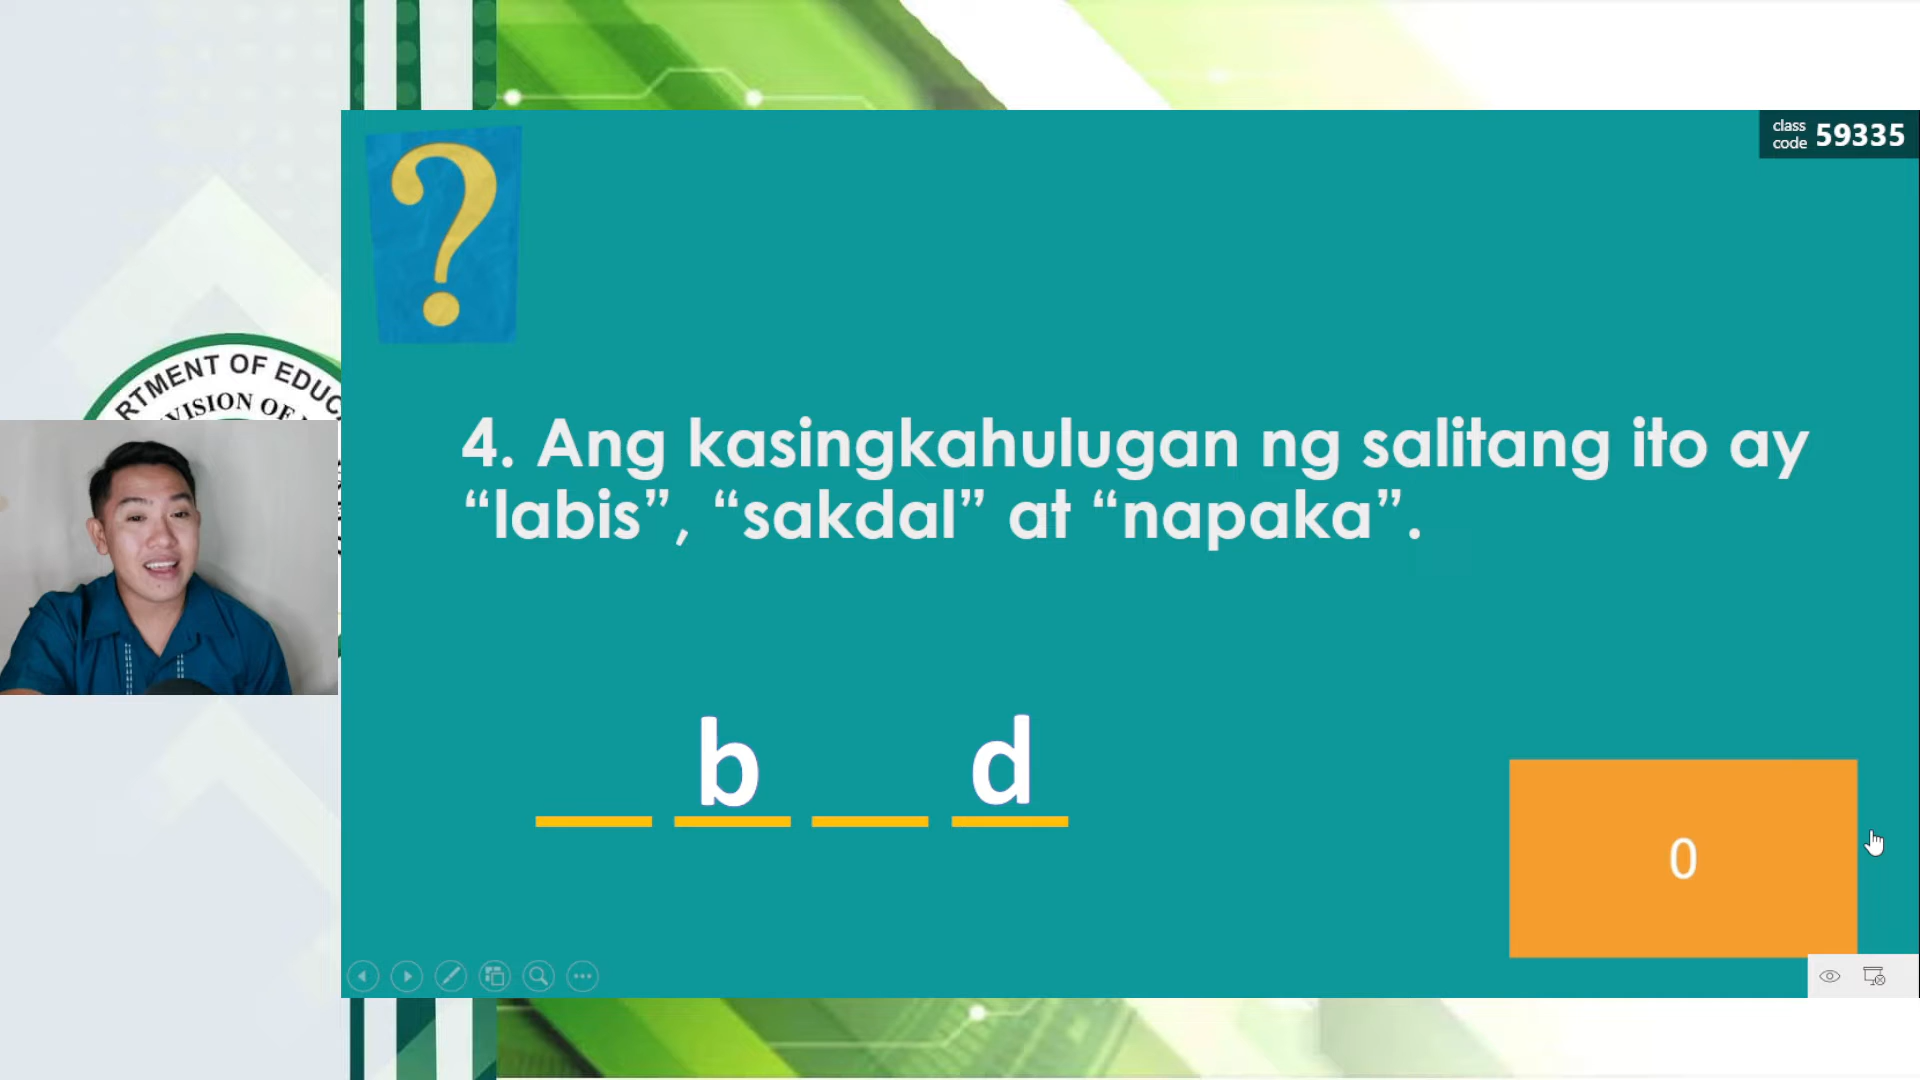 class
code 59335
?
RTMENT OF EDUC
VISION OF
4. Ang kasingkahulugan ng salitang ito ay
“labis”, “sakdal” at “napaka”.
_ b _ d
0